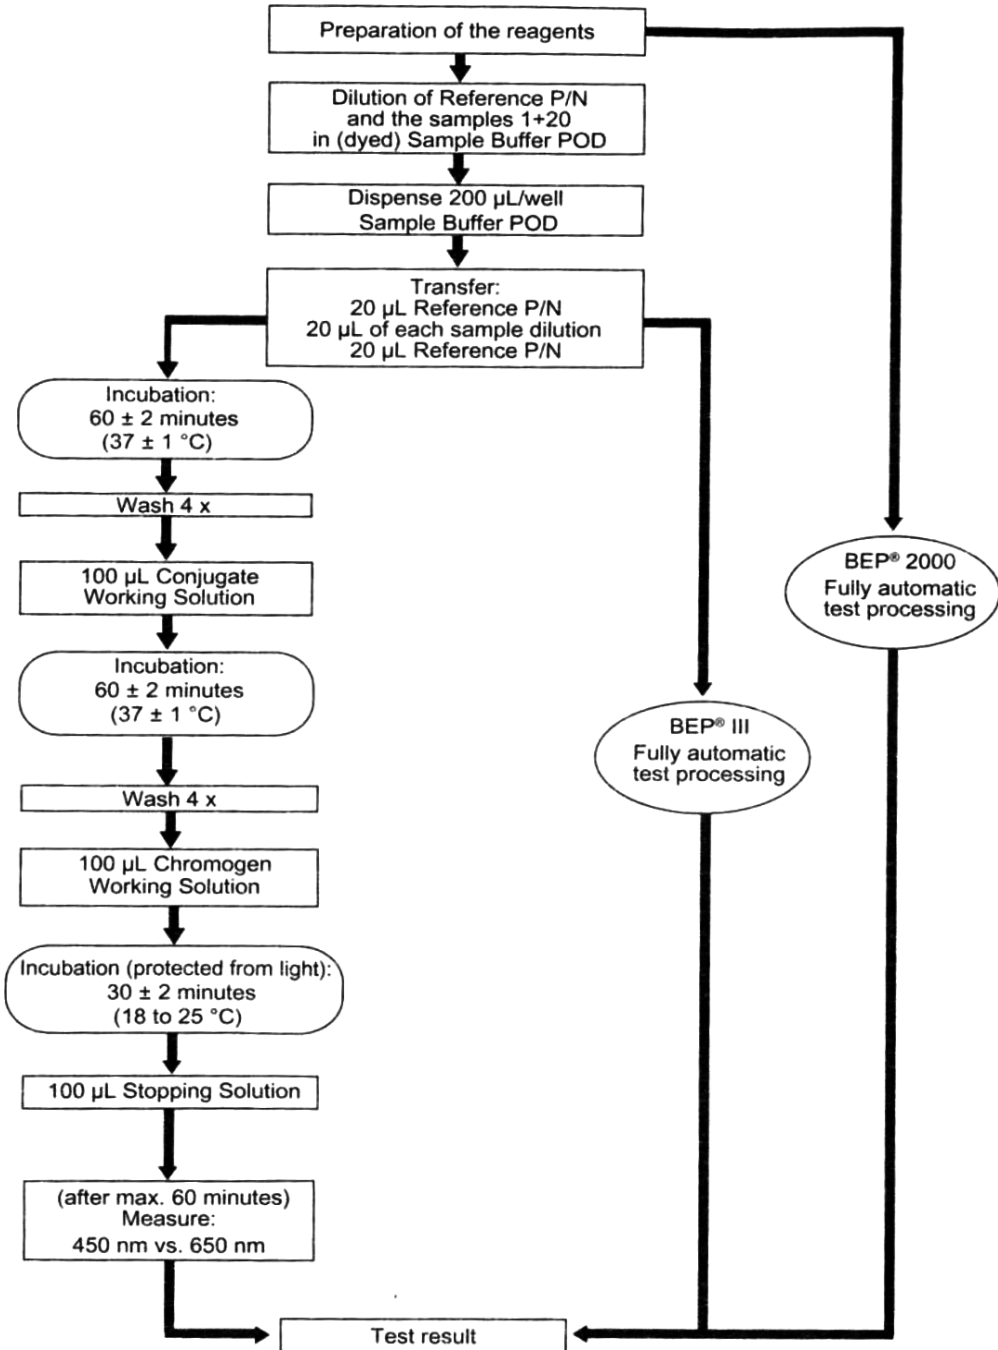 Preparation of the reagents
Dilution of Reference P/N
and the samples 1+20
in (dyed) Sample Buffer POD
Dispense 200 µL/well
Sample Buffer POD
Transfer:
20 µL Reference P/N
20 µL of each sample dilution
20 µL Reference P/N
Incubation:
60 ± 2 minutes
(37 ± 1 °C)
Wash 4 x
100 µL Conjugate
Working Solution
Incubation:
60 ± 2 minutes
(37 ± 1 °C)
Wash 4 x
100 µL Chromogen
Working Solution
Incubation (protected from light):
30 ± 2 minutes
(18 to 25 °C)
100 µL Stopping Solution
(after max. 60 minutes)
Measure:
450 nm vs. 650 nm
BEP® III
Fully automatic
test processing
BEP® 2000
Fully automatic
test processing
Test result